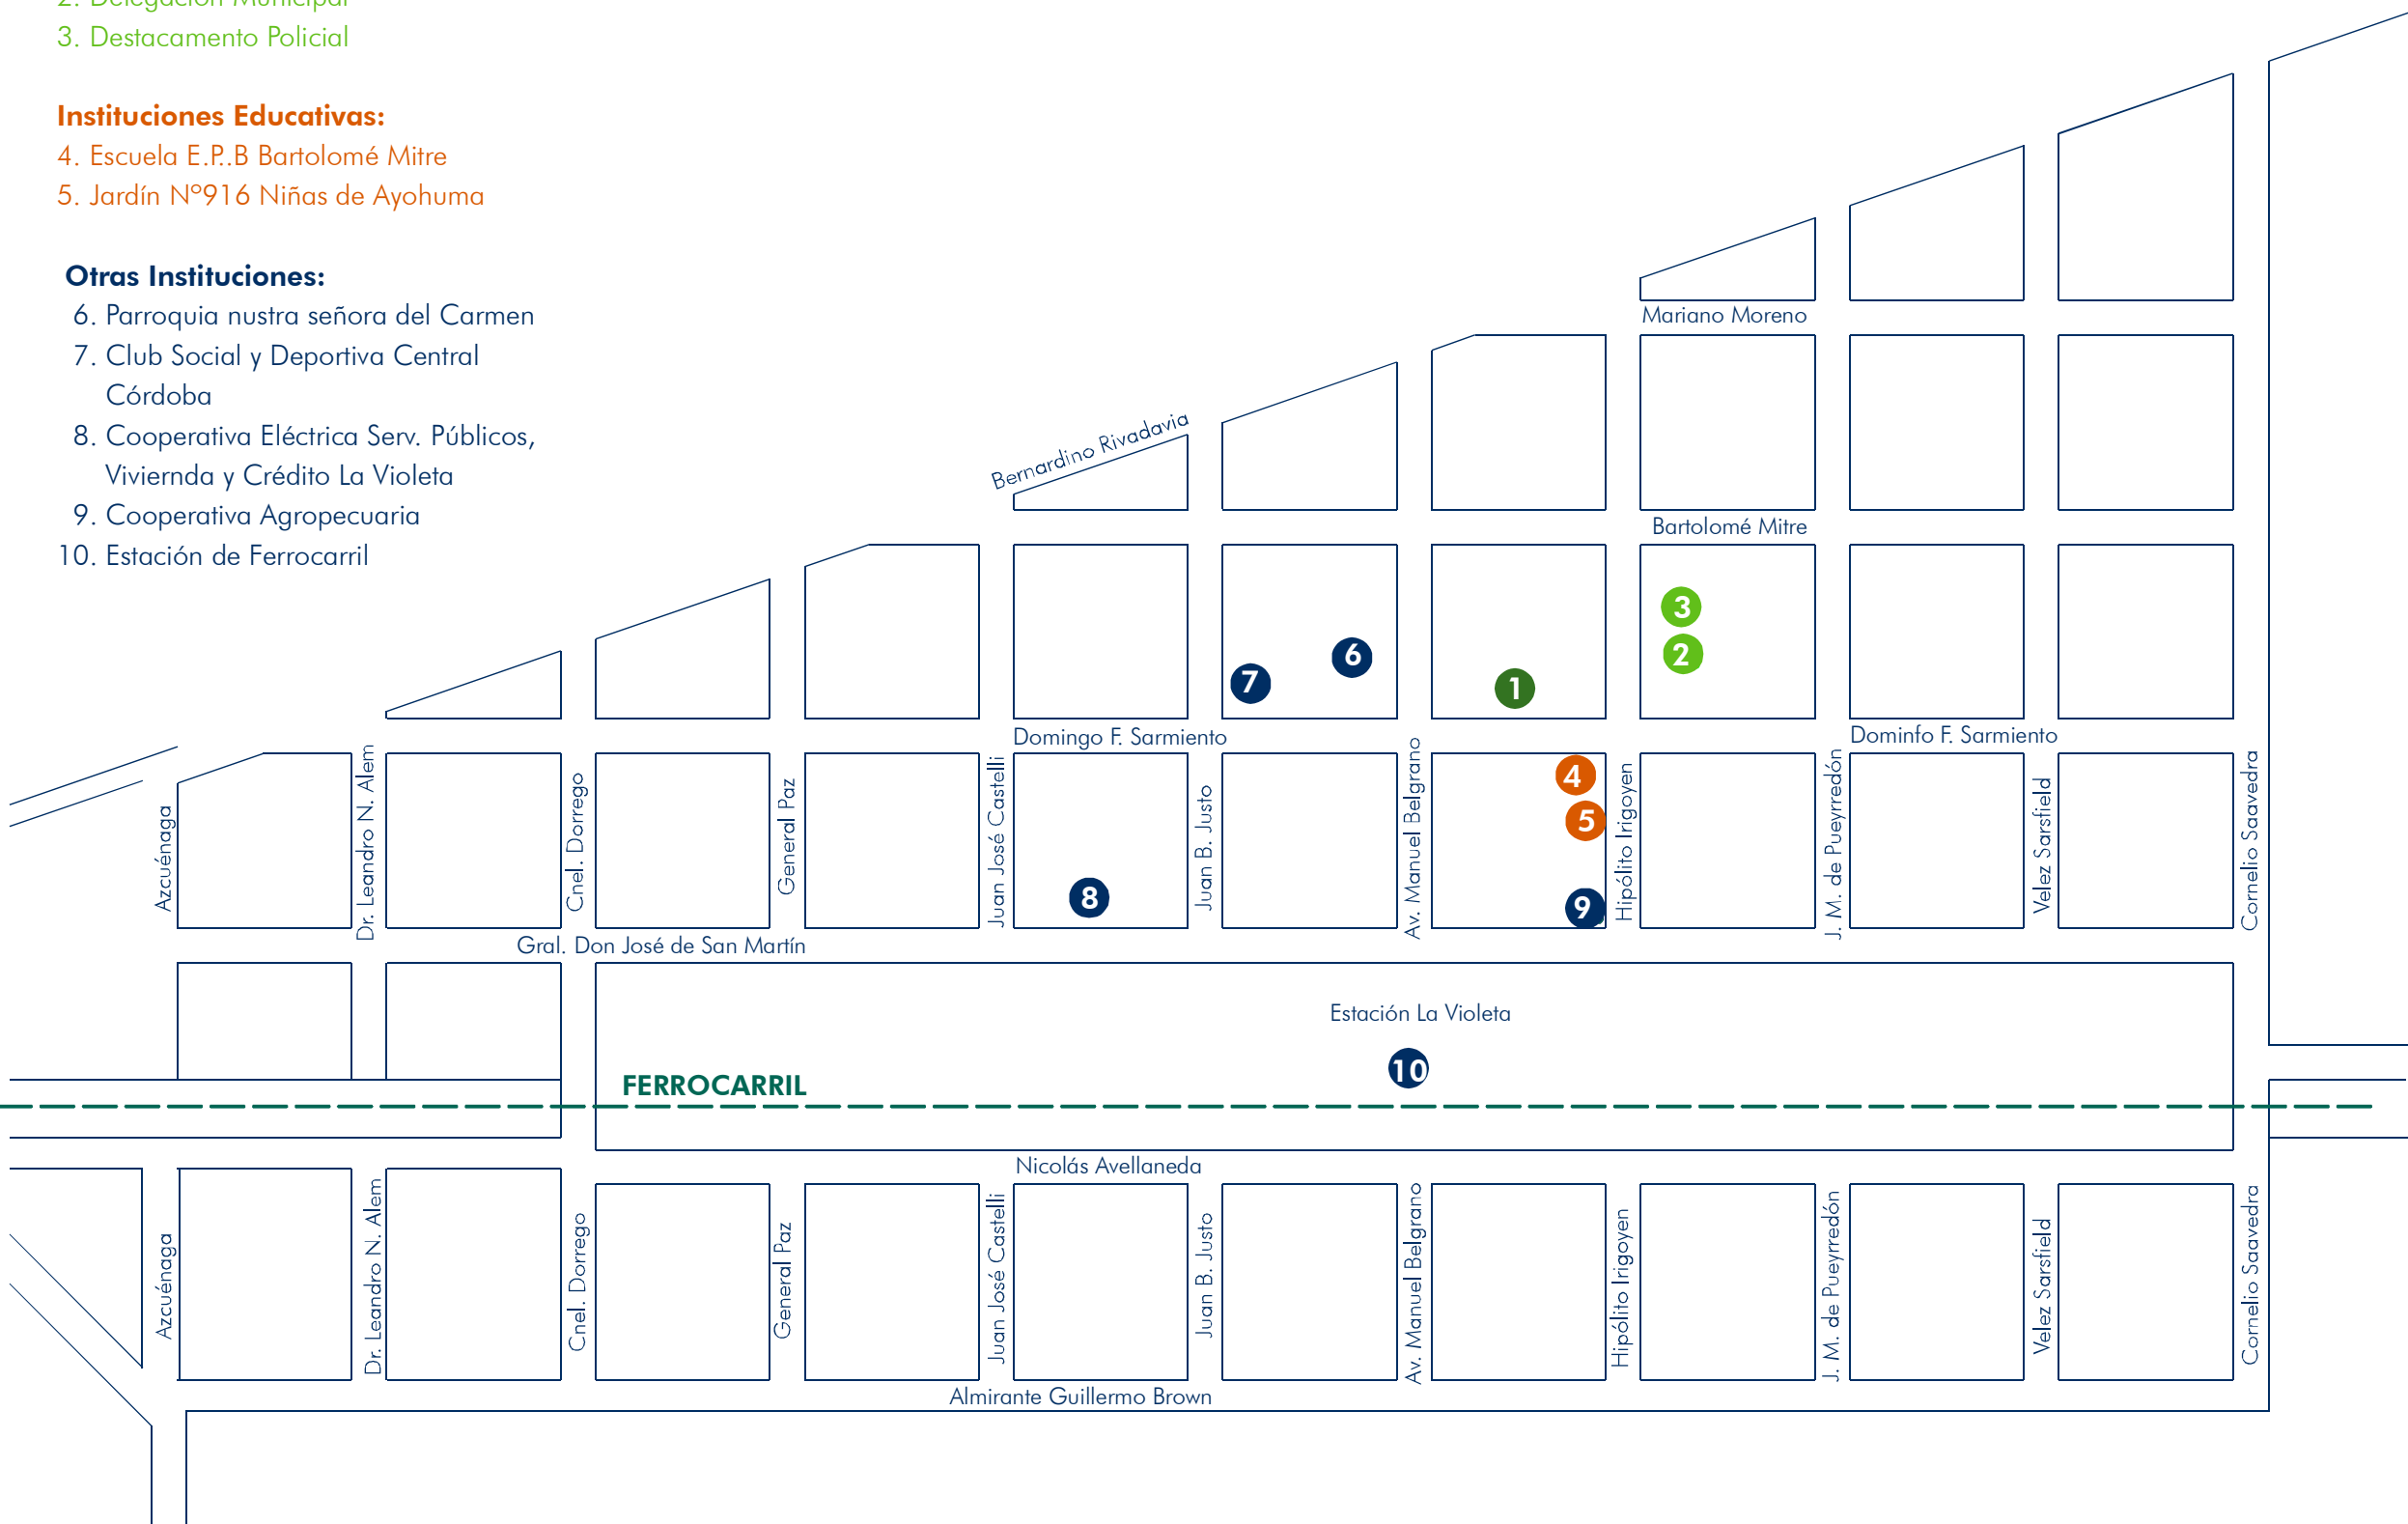 2. Delegación Municipal
3. Destacamento Policial
Instituciones Educativas:
4. Escuela E.P..B Bartolomé Mitre
5. Jardín Nº916 Niñas de Ayohuma
Otras Instituciones:
6. Parroquia nustra señora del Carmen
7. Club Social y Deportiva Central
Córdoba
8. Cooperativa Eléctrica Serv. Públicos,
Viviernda y Crédito La Violeta
9. Cooperativa Agropecuaria
10. Estación de Ferrocarril
Mariano Moreno
Bernardino Rivadavia
Bartolomé Mitre
3
2
6
7
1
Domingo F. Sarmiento
Dominfo F. Sarmiento
Azcuénaga
Dr. Leandro N. Alem
Cnel. Dorrego
General Paz
Juan José Castelli
Juan B. Justo
Av. Manuel Belgrano
Hipólito Irigoyen
J. M. de Pueyrredón
Velez Sarsfield
Cornelio Saavedra
4
5
8
9
Gral. Don José de San Martín
Estación La Violeta
10
FERROCARRIL
Nicolás Avellaneda
Azcuénaga
Dr. Leandro N. Alem
Cnel. Dorrego
General Paz
Juan José Castelli
Juan B. Justo
Av. Manuel Belgrano
Hipólito Irigoyen
J. M. de Pueyrredón
Velez Sarsfield
Cornelio Saavedra
Almirante Guillermo Brown